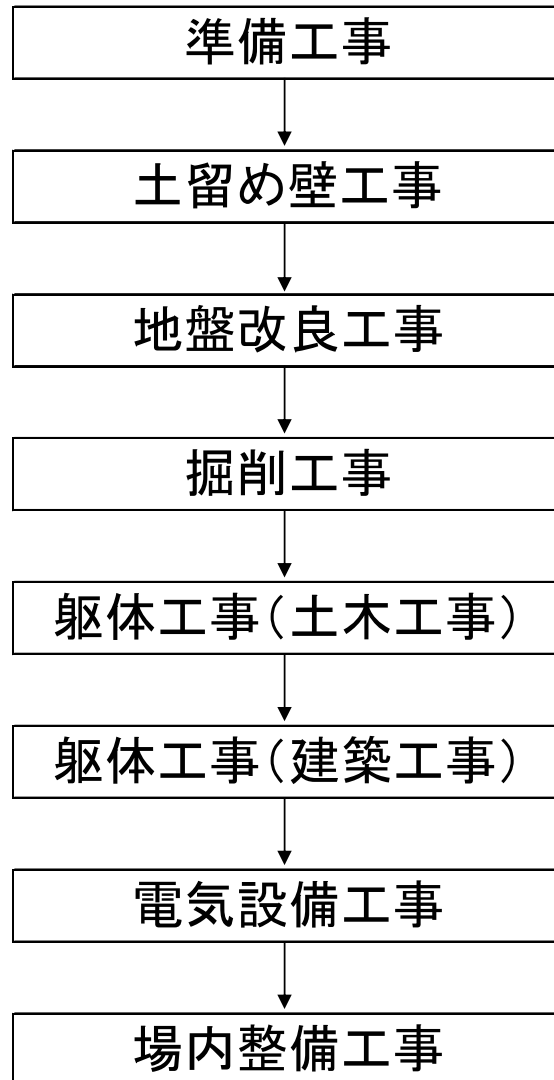 準備工事
土留め壁工事
地盤改良工事
掘削工事
躯体工事(土木工事)
躯体工事(建築工事)
電気設備工事
場内整備工事